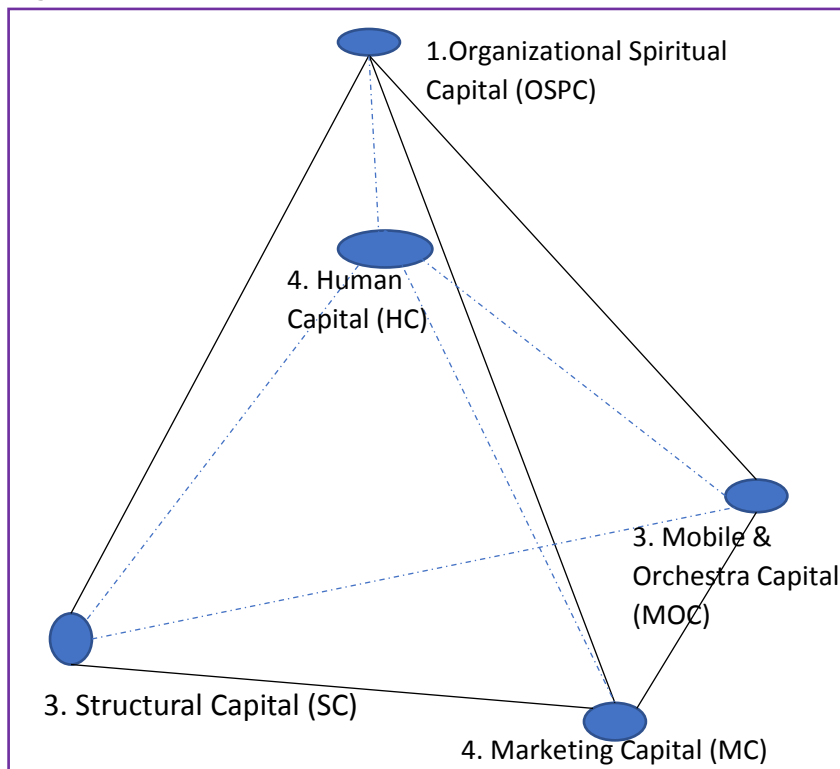 1.Organizational Spiritual
Capital (OSPC)
4. Human
Capital (HC)
3. Mobile &
Orchestra Capital
(MOC)
3. Structural Capital (SC)
4. Marketing Capital (MC)